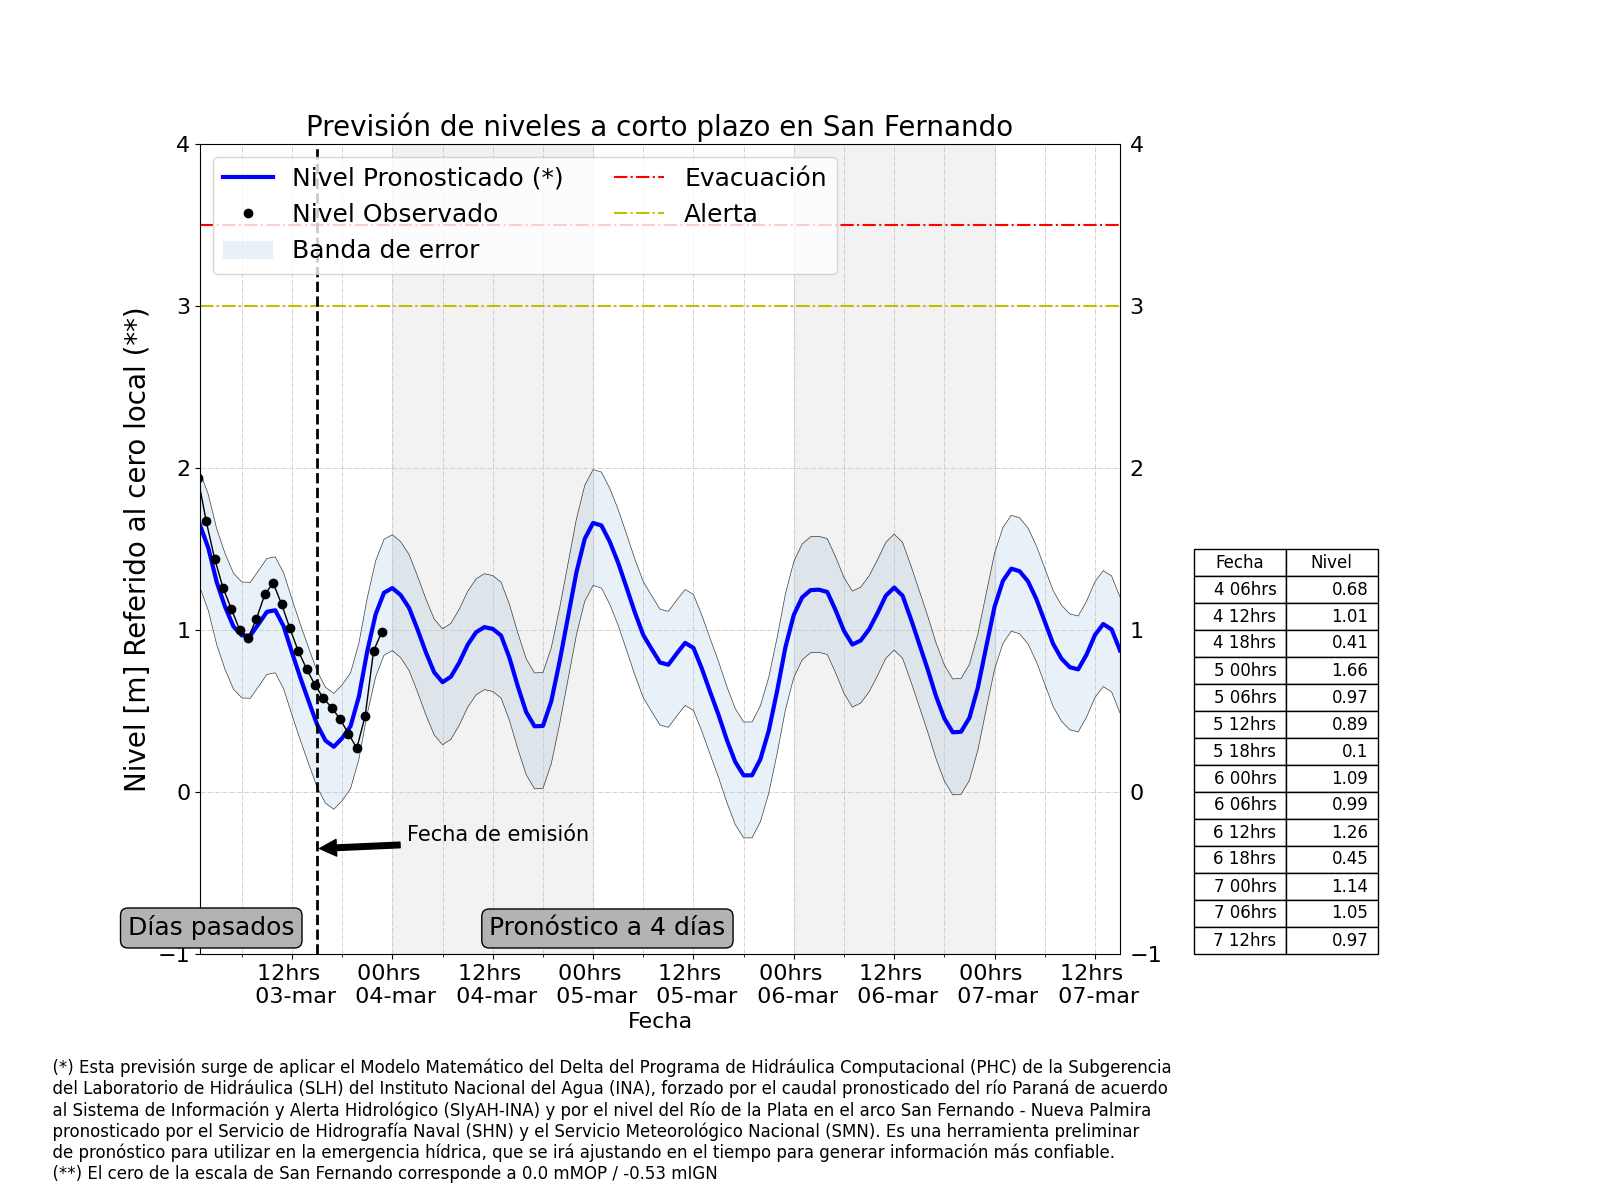 Previsión de niveles a corto plazo en San Fernando
Nivel Pronosticado (*)
Nivel Observado
Banda de error
Evacuación
Alerta
Nivel [m] Referido al cero local (**)
4
3
2
1
0
−1
4
3
2
1
0
−1
Fecha de emisión
Días pasados
Pronóstico a 4 días
12hrs
03-mar
00hrs
04-mar
12hrs
04-mar
00hrs
05-mar
12hrs
05-mar
00hrs
06-mar
12hrs
06-mar
00hrs
07-mar
12hrs
07-mar
Fecha
Fecha Nivel
4 06hrs 0.68
4 12hrs 1.01
4 18hrs 0.41
5 00hrs 1.66
5 06hrs 0.97
5 12hrs 0.89
5 18hrs 0.1
6 00hrs 1.09
6 06hrs 0.99
6 12hrs 1.26
6 18hrs 0.45
7 00hrs 1.14
7 06hrs 1.05
7 12hrs 0.97
(*) Esta previsión surge de aplicar el Modelo Matemático del Delta del Programa de Hidráulica Computacional (PHC) de la Subgerencia
del Laboratorio de Hidráulica (SLH) del Instituto Nacional del Agua (INA), forzado por el caudal pronosticado del río Paraná de acuerdo
al Sistema de Información y Alerta Hidrológico (SIyAH-INA) y por el nivel del Río de la Plata en el arco San Fernando - Nueva Palmira
pronosticado por el Servicio de Hidrografía Naval (SHN) y el Servicio Meteorológico Nacional (SMN). Es una herramienta preliminar
de pronóstico para utilizar en la emergencia hídrica, que se irá ajustando en el tiempo para generar información más confiable.
(**) El cero de la escala de San Fernando corresponde a 0.0 mMOP / -0.53 mIGN